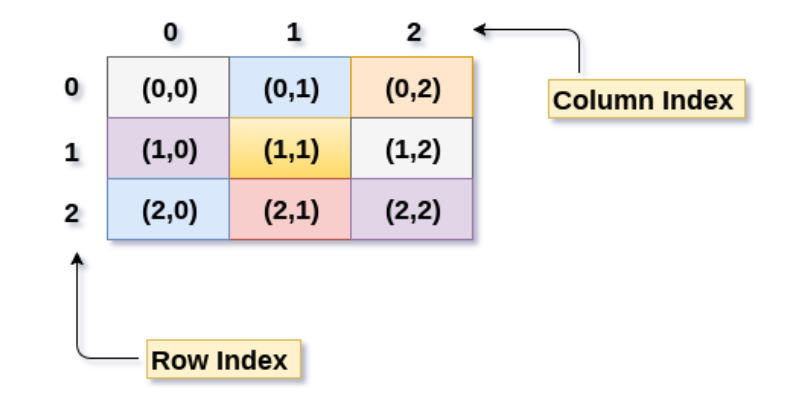 0 1 2
0 (0,0) (0,1) (0,2)
Column Index
1 (1,0) (1,1) (1,2)
2 (2,0) (2,1) (2,2)
Row Index